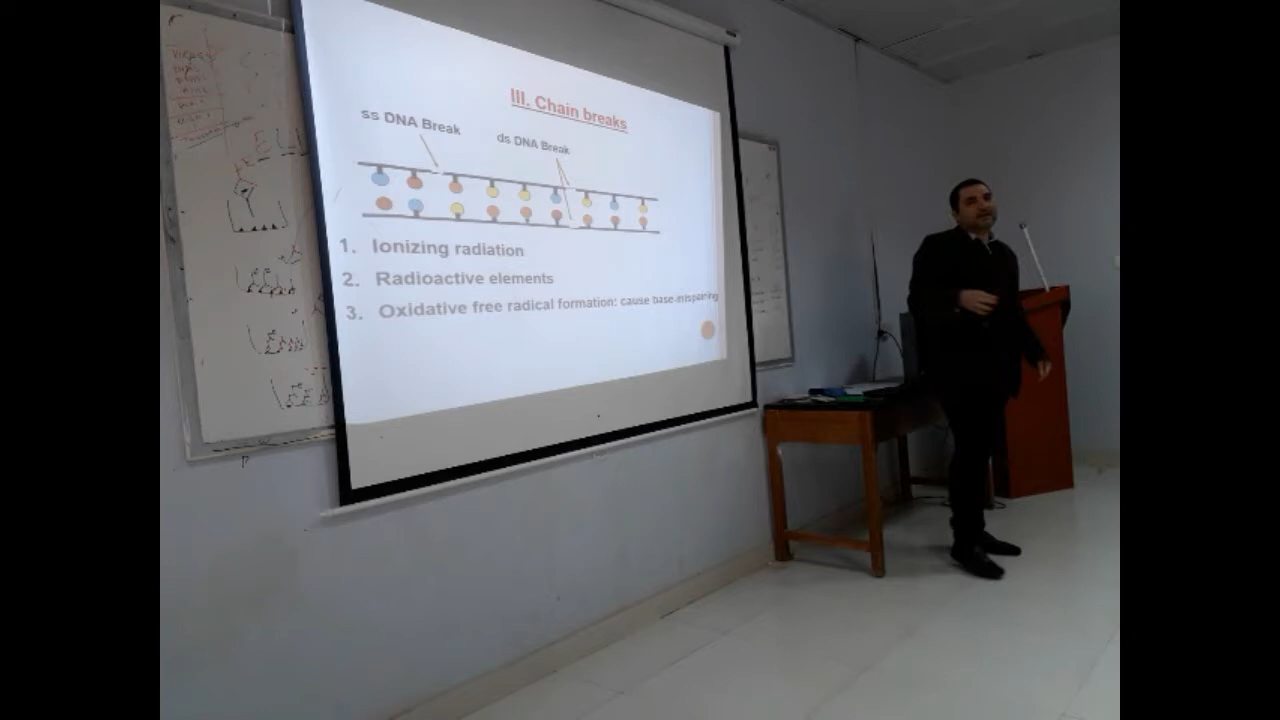 III. Chain breaks
ss DNA Break
ds DNA Break
1. Ionizing radiation
2. Radioactive elements
3. Oxidative free radical formation: cause base-mispairing